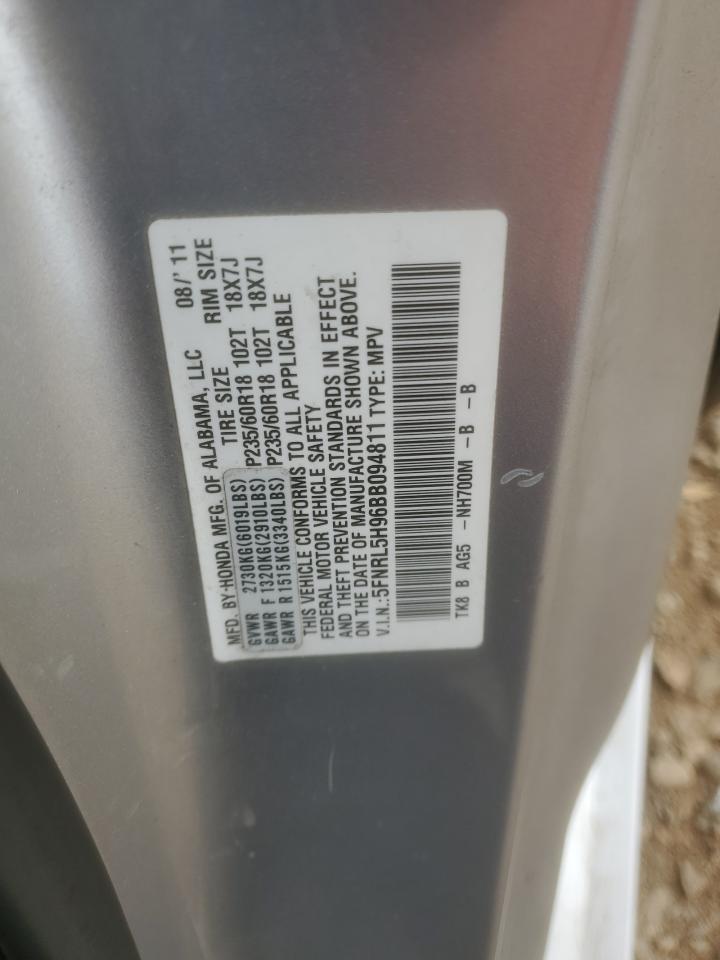 MFD. BY-HONDA MFG. OF ALABAMA, LLC 08/'11
TIRE SIZE RIM SIZE
GVWR 2730KG(6019LBS)
GAWR F 1320KG(2910LBS) P235/60R18 102T 18X7J
GAWR R 1515KG(3340LBS) P235/60R18 102T 18X7J
THIS VEHICLE CONFORMS TO ALL APPLICABLE
FEDERAL MOTOR VEHICLE SAFETY
AND THEFT PREVENTION STANDARDS IN EFFECT
ON THE DATE OF MANUFACTURE SHOWN ABOVE.
V.I.N.:5FNRL5H96BB094811 TYPE: MPV
TK8 B AG5 -NH700M -B -B